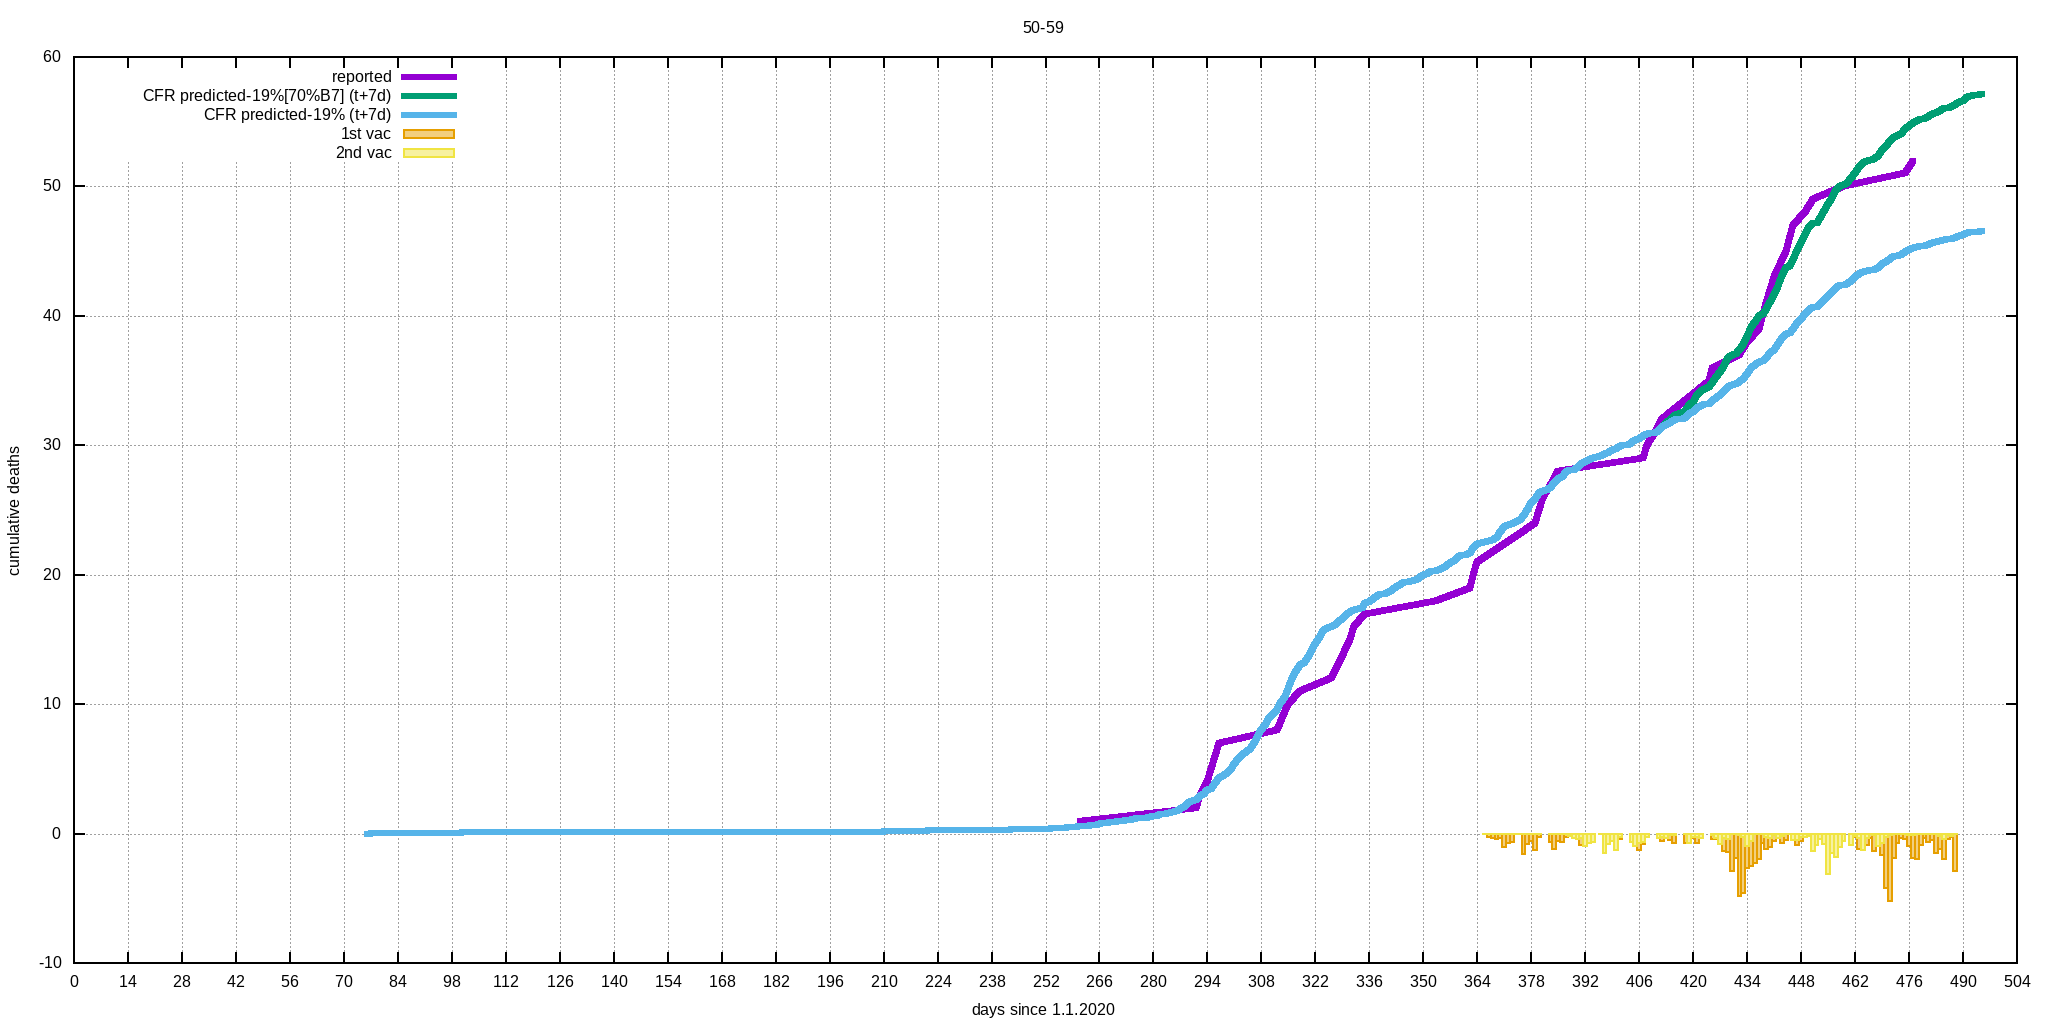 50-59
60
50
40
30
20
10
0
-10
cumulative deaths
reported
CFR predicted-19%[70%B7] (t+7d)
CFR predicted-19% (t+7d)
1st vac
2nd vac
0 14 28 42 56 70 84 98 112 126 140 154 168 182 196 210 224 238 252 266 280 294 308 322 336 350 364 378 392 406 420 434 448 462 476 490 504
days since 1.1.2020